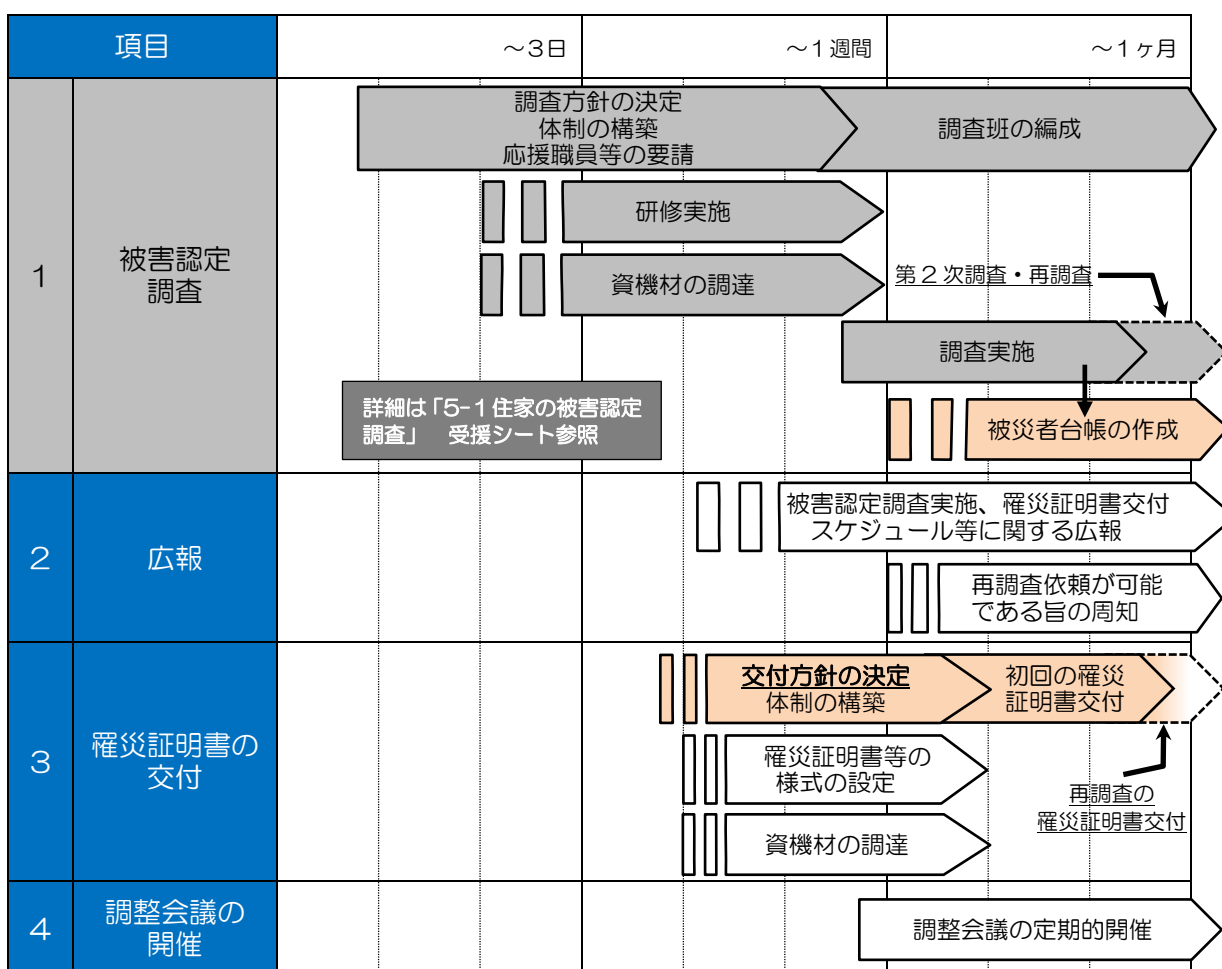 項目
～3日
～1週間
～1ヶ月
1
被害認定
調査
調査方針の決定
体制の構築
応援職員等の要請
調査班の編成
研修実施
資機材の調達
第2次調査・再調査
調査実施
詳細は「5-1住家の被害認定
調査」　受援シート参照
被災者台帳の作成
2
広報
被害認定調査実施、罹災証明書交付
スケジュール等に関する広報
再調査依頼が可能
である旨の周知
3
罹災証明書の
交付
交付方針の決定
体制の構築
初回の罹災
証明書交付
罹災証明書等の
様式の設定
再調査の
罹災証明書交付
資機材の調達
4
調整会議の
開催
調整会議の定期的開催